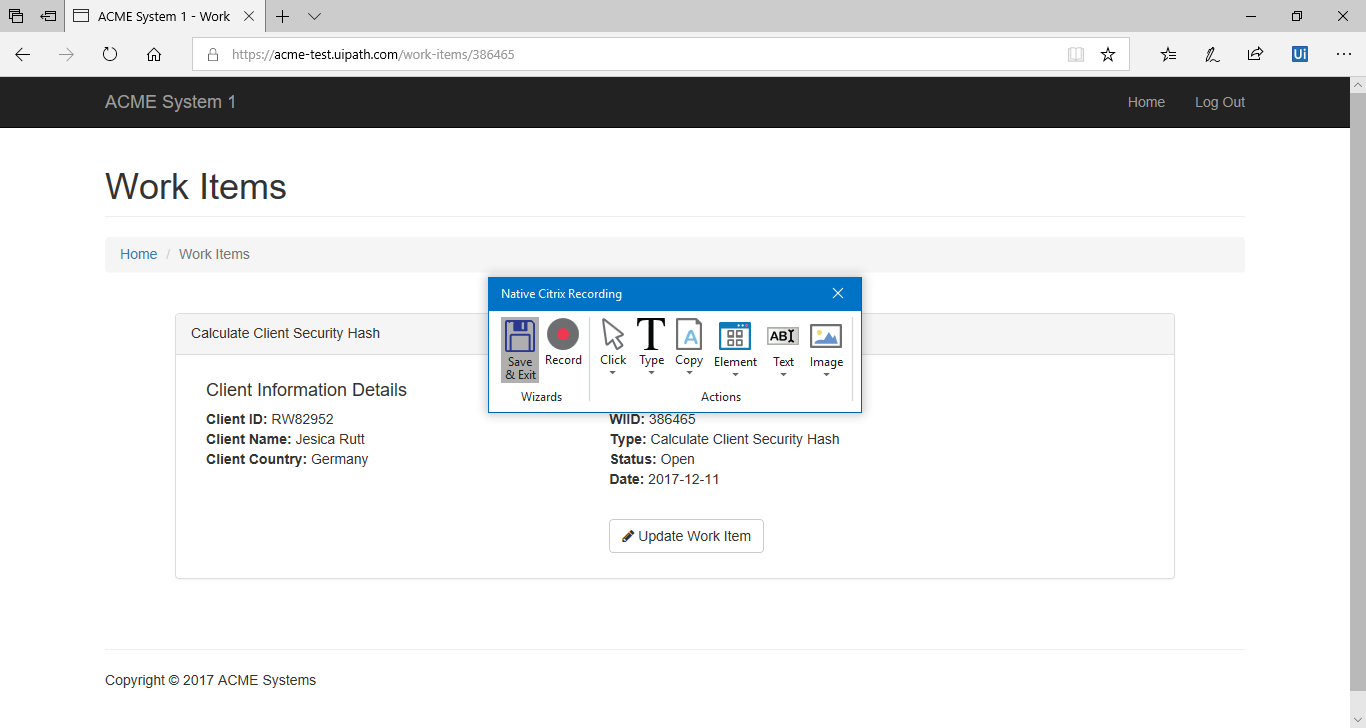 ACME System 1 - Work
https://acme-test.uipath.com/work-items/386465
Ui
ACME System 1
Home
Log Out
Work Items
Home / Work Items
Native Citrix Recording
Save & Exit
Record
Click
Type
Copy
Element
Text
Image
ABI
A
Wizards
Actions
Calculate Client Security Hash
Client Information Details
Client ID: RW82952
Client Name: Jesica Rutt
Client Country: Germany
WIID: 386465
Type: Calculate Client Security Hash
Status: Open
Date: 2017-12-11
Update Work Item
Copyright © 2017 ACME Systems